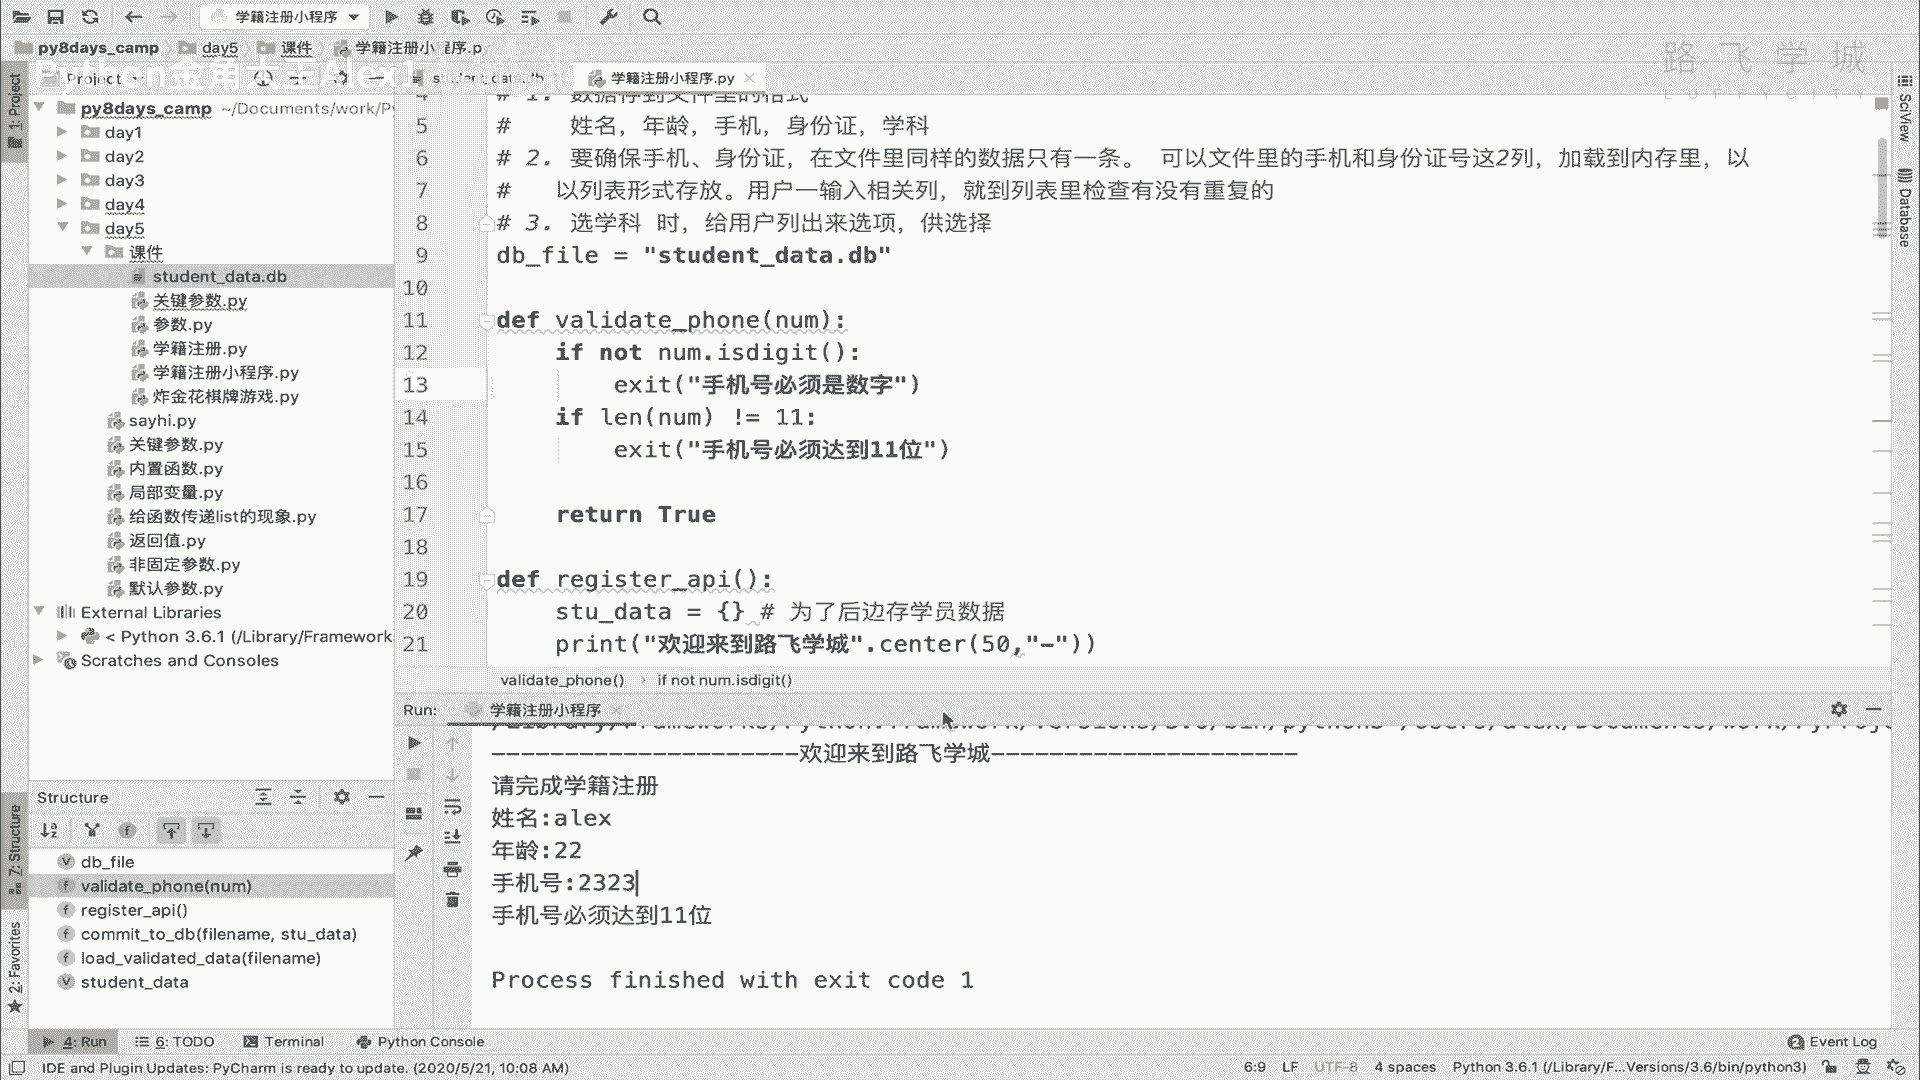 学籍注册小程序
py8days_camp
day5
课件
学籍注册小程序.py
路飞学城
LUFFYCITY
1: Project
Project
student_data.db
学籍注册小程序.py
py8days_camp ~/Documents/work/Py
day1
day2
day3
day4
day5
课件
student_data.db
关键参数.py
参数.py
学籍注册.py
学籍注册小程序.py
炸金花棋牌游戏.py
sayhi.py
关键参数.py
内置函数.py
局部变量.py
给函数传递list的现象.py
返回值.py
非固定参数.py
默认参数.py
External Libraries
< Python 3.6.1 (/Library/Framework
Scratches and Consoles
4 # 1. 数据存到文件里的格式
5 #    姓名，年龄，手机，身份证，学科
6 # 2. 要确保手机、身份证，在文件里同样的数据只有一条。 可以文件里的手机和身份证号这2列，加载到内存里，以
7 #   以列表形式存放。用户一输入相关列，就到列表里检查有没有重复的
8 # 3. 选学科 时，给用户列出来选项，供选择
9 db_file = "student_data.db"
10
11 def validate_phone(num):
12     if not num.isdigit():
13         exit("手机号必须是数字")
14     if len(num) != 11:
15         exit("手机号必须达到11位")
16
17     return True
18
19 def register_api():
20     stu_data = {} # 为了后边存学员数据
21     print("欢迎来到路飞学城".center(50,"-"))
validate_phone() › if not num.isdigit()
SciView
Database
Structure
db_file
validate_phone(num)
register_api()
commit_to_db(filename, stu_data)
load_validated_data(filename)
student_data
7: Structure
2: Favorites
Run: 学籍注册小程序
---------------------欢迎来到路飞学城---------------------
请完成学籍注册
姓名:alex
年龄:22
手机号:2323
手机号必须达到11位
Process finished with exit code 1
4: Run
6: TODO
Terminal
Python Console
Event Log
IDE and Plugin Updates: PyCharm is ready to update. (2020/5/21, 10:08 AM)
6:9 LF UTF-8 4 spaces Python 3.6.1 (/Library/F...Versions/3.6/bin/python3)